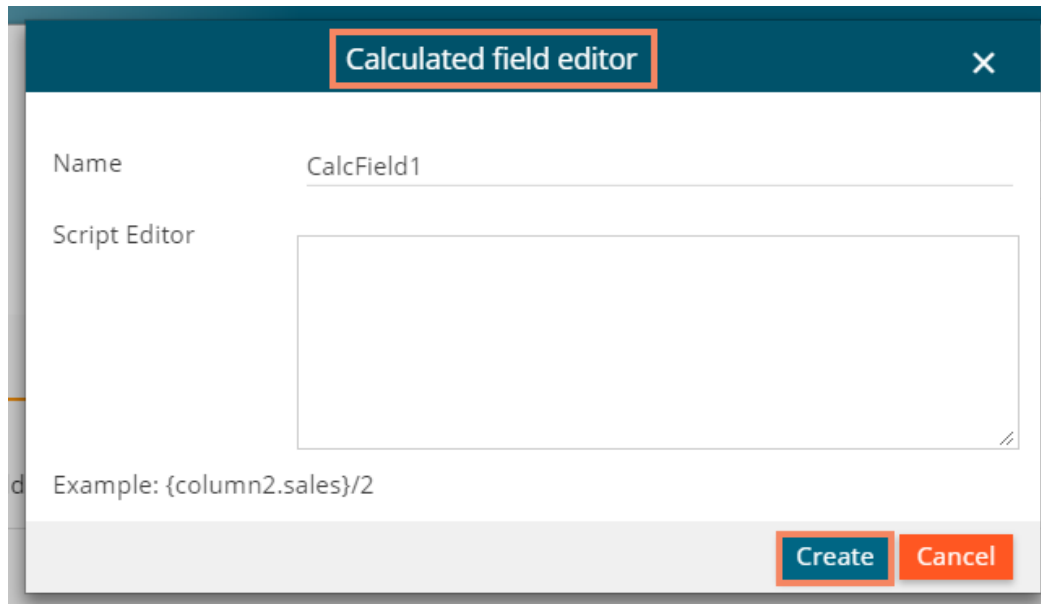 Calculated field editor
Name
CalcField1
Script Editor
d
Example: {column2.sales}/2
Create
Cancel